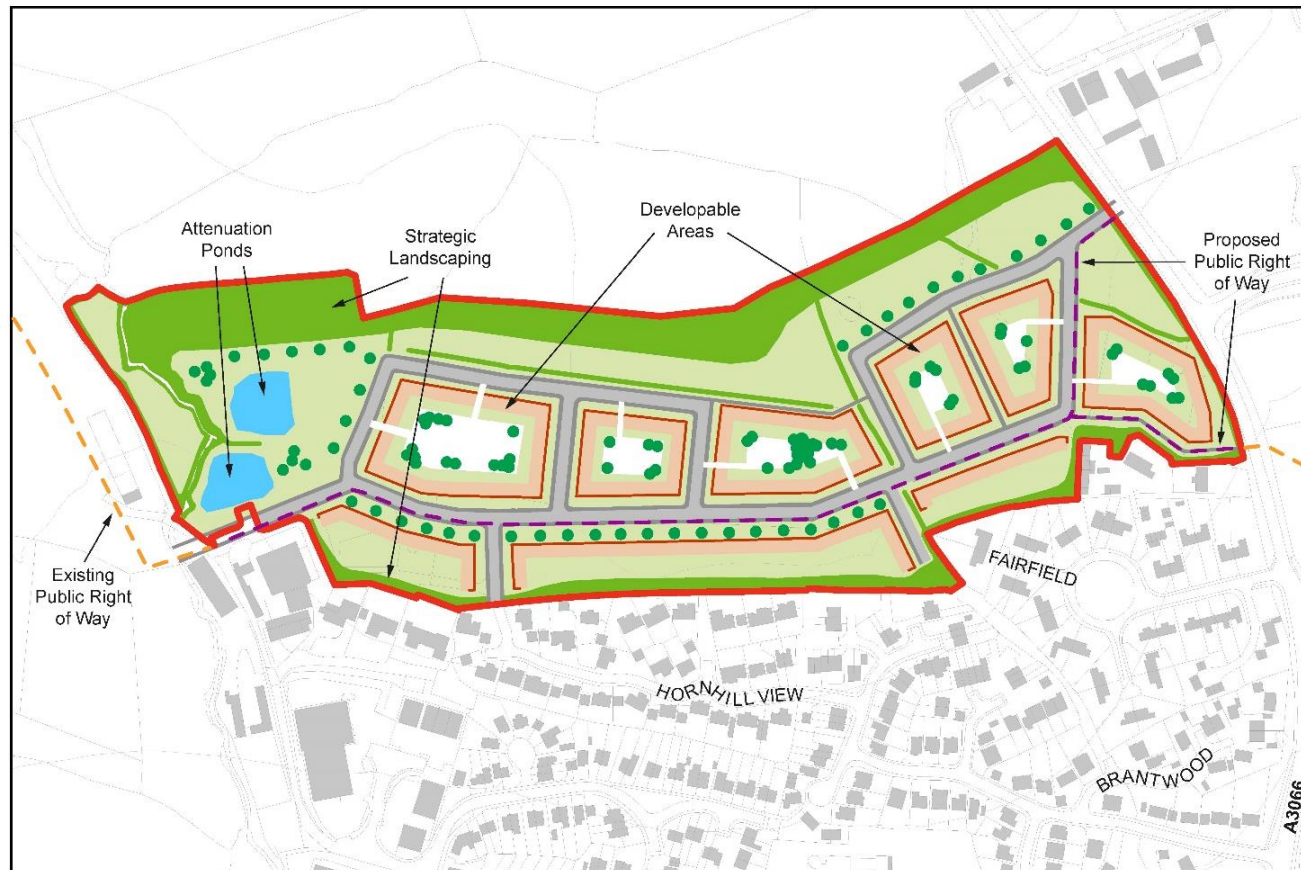 Attenuation
Ponds
Strategic
Landscaping
Developable
Areas
Proposed
Public Right
of Way
Existing
Public Right
of Way
FAIRFIELD
HORNHILL VIEW
BRANTWOOD
A3066